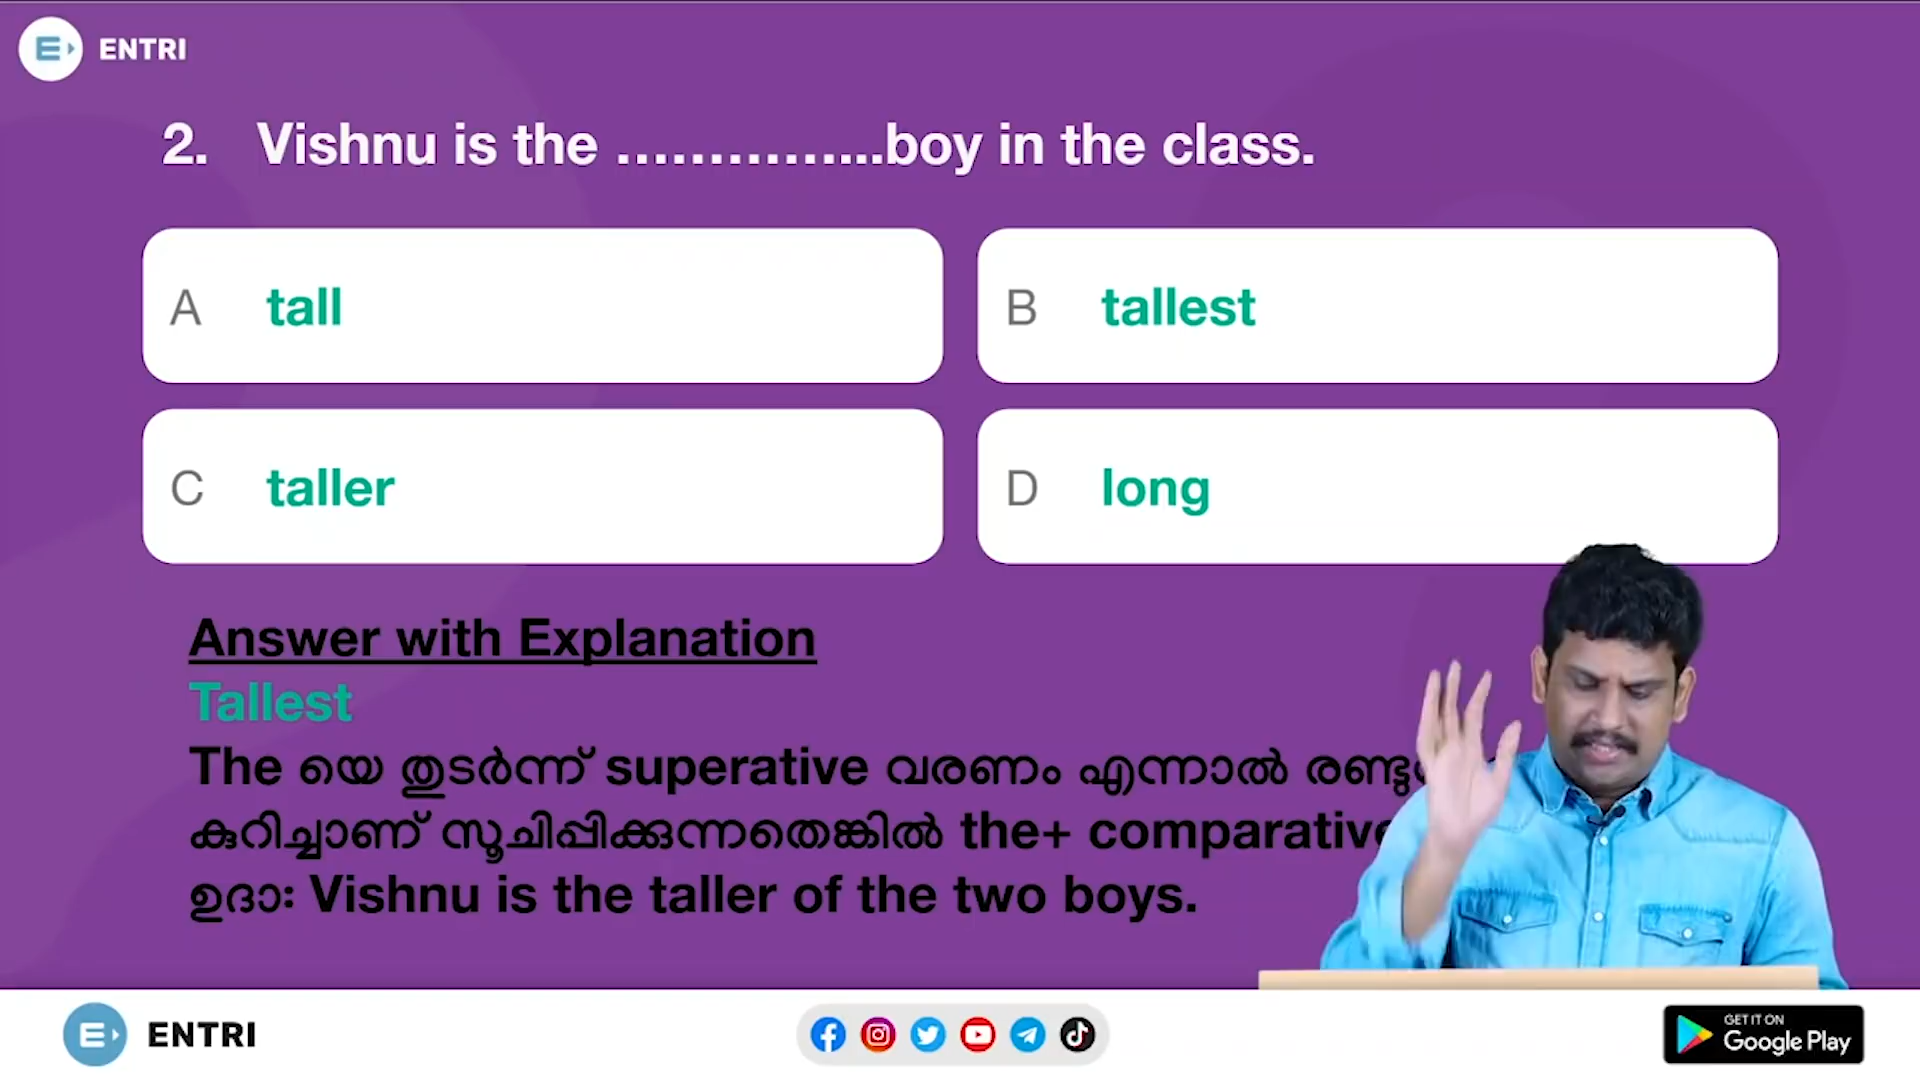 ENTRI
2. Vishnu is the ……………..boy in the class.
A tall
B tallest
C taller
D long
Answer with Explanation
Tallest
The യെ തുടർന്ന് superative വരണം എന്നാൽ
കുറിച്ചാണ് സൂചിപ്പിക്കുന്നതെങ്കിൽ the+ comparative
ഉദാ: Vishnu is the taller of the two boys.
ENTRI
GET IT ON
Google Play